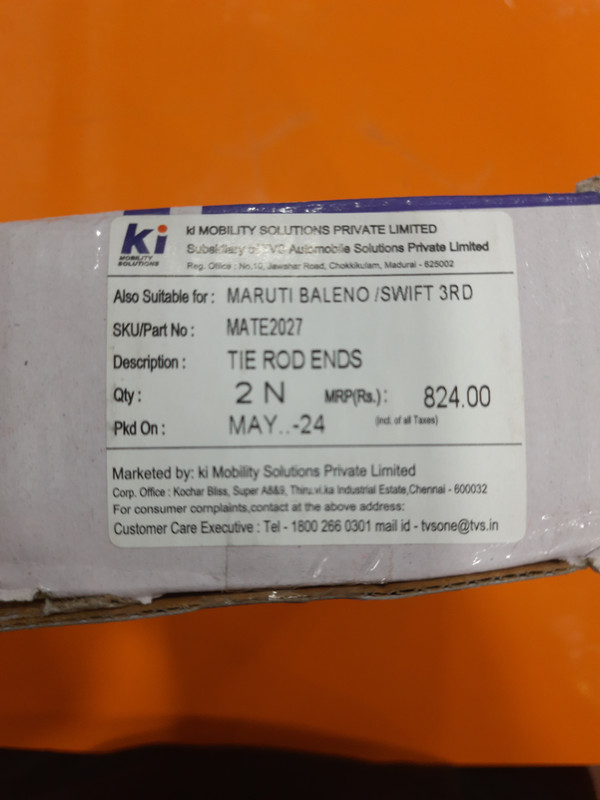 ki
MOBILITY
SOLUTIONS
ki MOBILITY SOLUTIONS PRIVATE LIMITED
Subsidiary of TVS Automobile Solutions Private Limited
Reg. Office : No.10, Jawahar Road, Chokkikulam, Madurai - 625002
Also Suitable for : MARUTI BALENO /SWIFT 3RD
SKU/Part No : MATE2027
Description : TIE ROD ENDS
Qty : 2 N MRP(Rs.) : 824.00
Pkd On : MAY..-24 (incl. of all Taxes)
Marketed by: ki Mobility Solutions Private Limited
Corp. Office : Kochar Bliss, Super A8&9, Thiru.vi.ka Industrial Estate,Chennai - 600032
For consumer complaints,contact at the above address:
Customer Care Executive : Tel - 1800 266 0301 mail id - tvsone@tvs.in